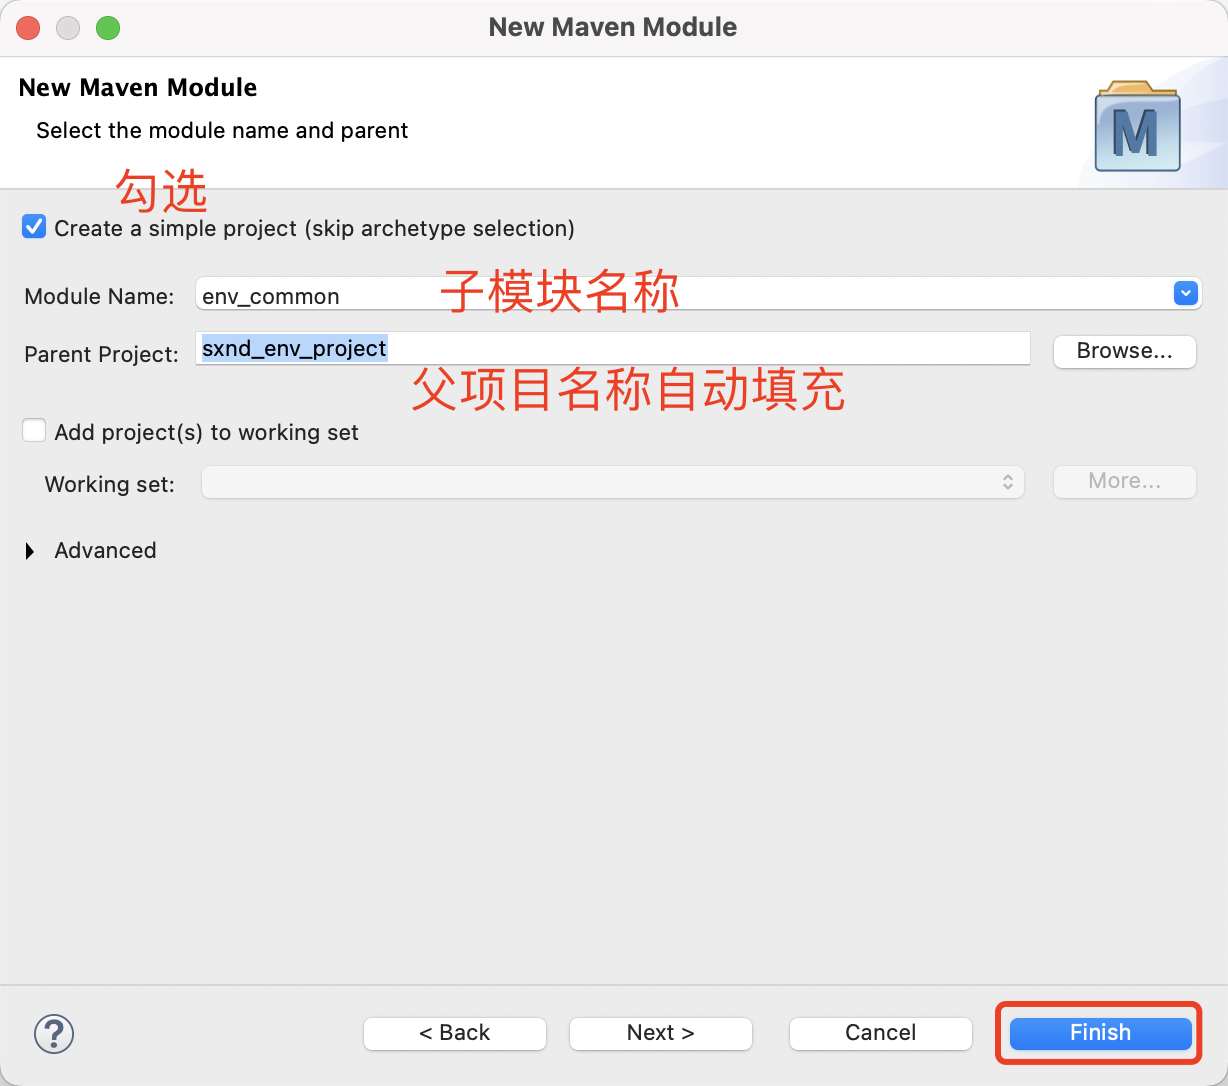 New Maven Module
New Maven Module
Select the module name and parent
M
勾选
Create a simple project (skip archetype selection)
Module Name: env_common 子模块名称
Parent Project: sxnd_env_project Browse...
父项目名称自动填充
Add project(s) to working set
Working set: More...
Advanced
? < Back Next > Cancel Finish